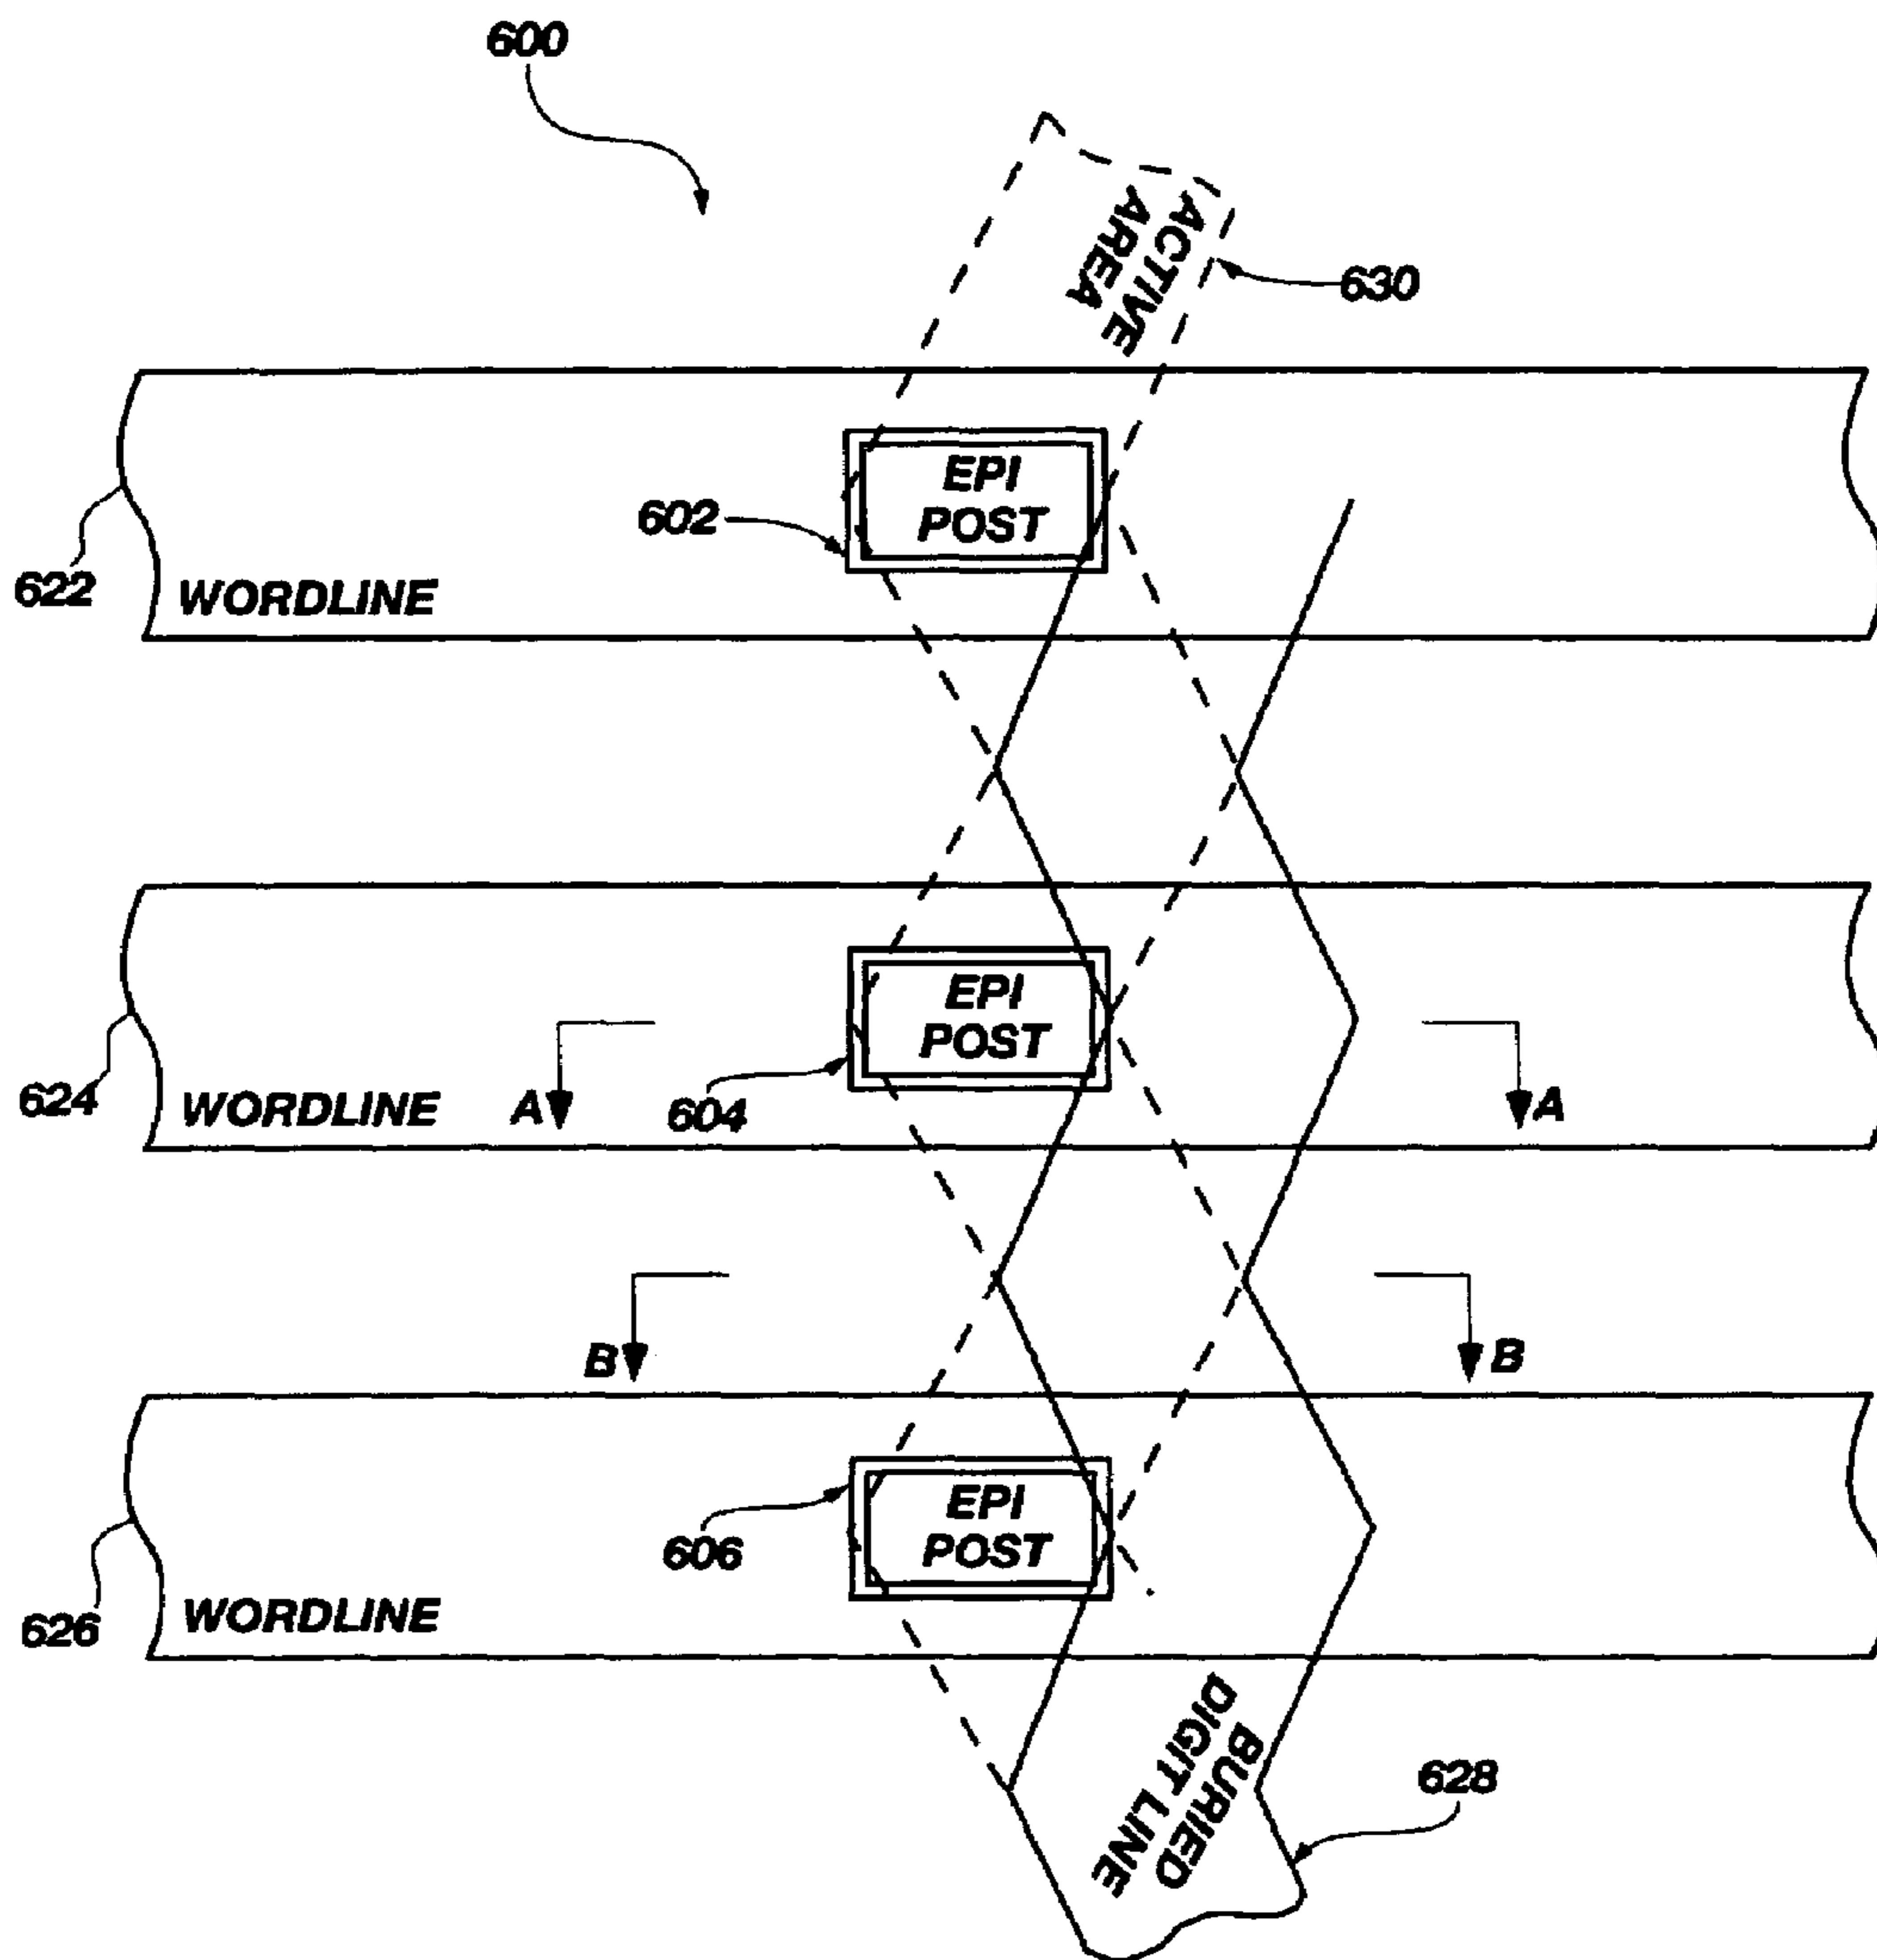 600
ACTIVE
AREA
630
EPI
POST
602
622
WORDLINE
EPI
POST
624
WORDLINE
A
604
A
B
B
EPI
POST
606
626
WORDLINE
BURIED
DIGIT LINE
628